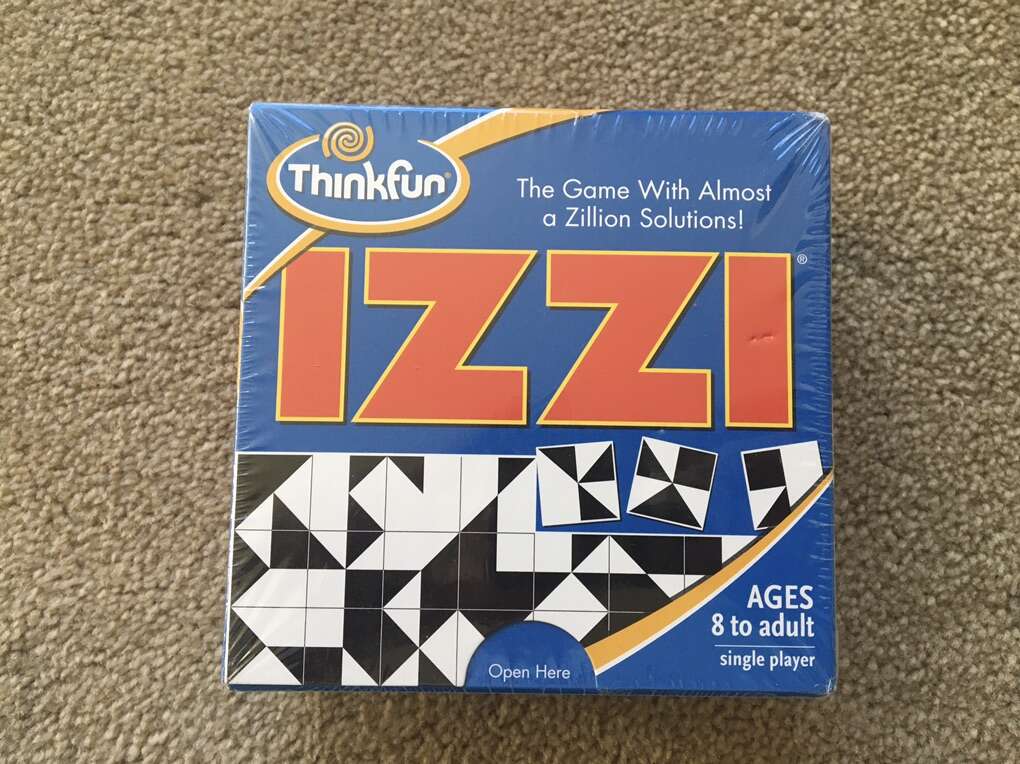 ThinkFun®
The Game With Almost
a Zillion Solutions!
IZZI®
AGES
8 to adult
single player
Open Here